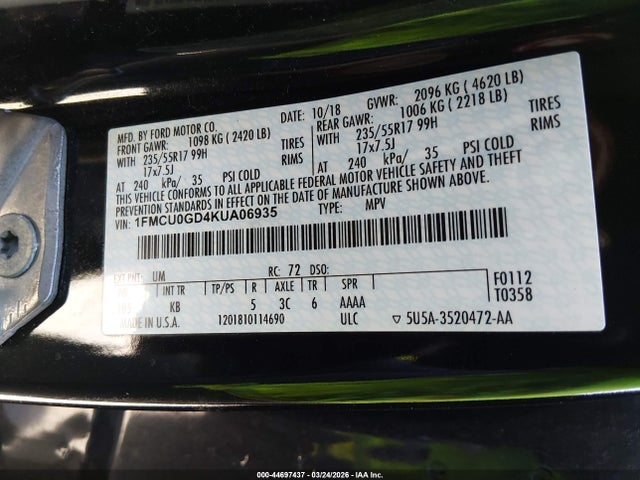 MFD. BY FORD MOTOR CO. DATE: 10/18 GVWR: 2096 KG ( 4620 LB)
FRONT GAWR: 1098 KG ( 2420 LB) REAR GAWR: 1006 KG ( 2218 LB)
WITH 235/55R17 99H TIRES WITH 235/55R17 99H TIRES
17x7.5J RIMS 17x7.5J RIMS
AT 240 kPa/ 35 PSI COLD AT 240 kPa/ 35 PSI COLD
THIS VEHICLE CONFORMS TO ALL APPLICABLE FEDERAL MOTOR VEHICLE SAFETY AND THEFT
PREVENTION STANDARDS IN EFFECT ON THE DATE OF MANUFACTURE SHOWN ABOVE.
VIN: 1FMCU0GD4KUA06935 TYPE: MPV
EXT PNT: UM RC: 72 DSO: F0112
INT TR TP/PS R AXLE TR SPR T0358
KB 5 3C 6 AAAA
MADE IN U.S.A. 1201810114690 ULC ▽ 5U5A-3520472-AA
000-44697437 - 03/24/2026 - IAAI, Inc.